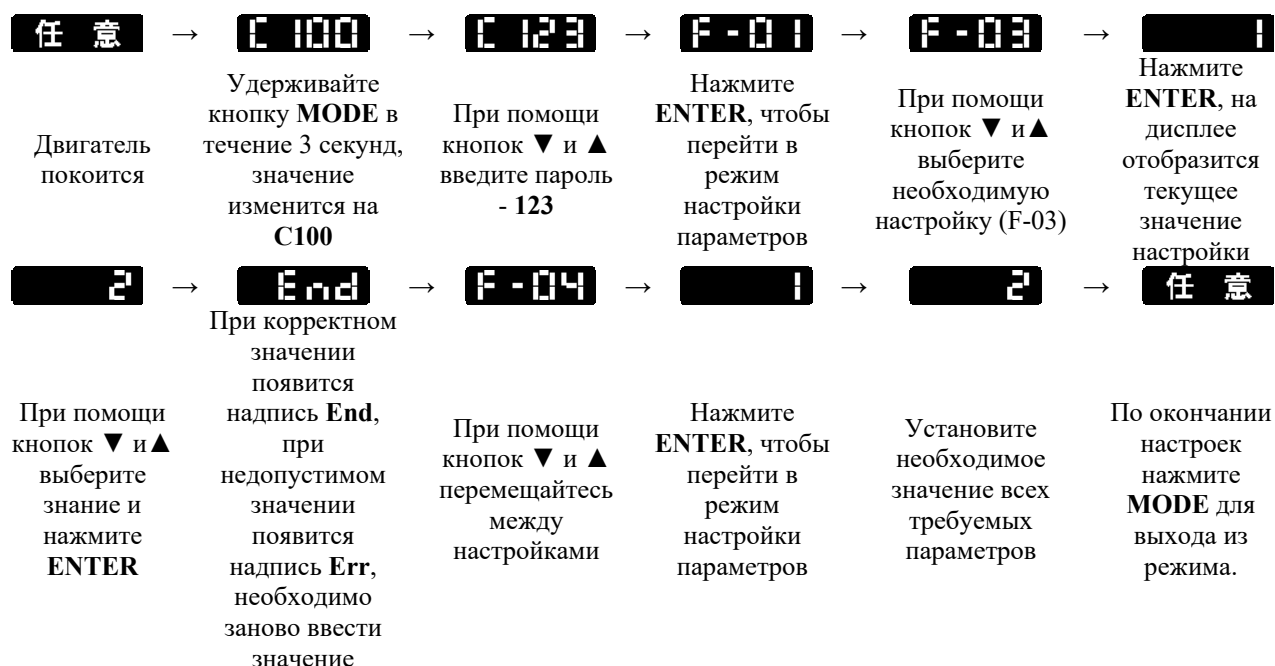 任 意 → C 100 → C 123 → F-01 → F-03 → 1
Двигатель
покоится
Удерживайте
кнопку MODE в
течение 3 секунд,
значение
изменится на
C100
При помощи
кнопок ▼ и ▲
введите пароль
- 123
Нажмите
ENTER, чтобы
перейти в
режим
настройки
параметров
При помощи
кнопок ▼ и▲
выберите
необходимую
настройку (F-03)
Нажмите
ENTER, на
дисплее
отобразится
текущее
значение
настройки
2 → End → F-04 → 1 → 2 → 任 意
При помощи
кнопок ▼ и▲
выберите
знание и
нажмите
ENTER
При корректном
значении
появится
надпись End,
при
недопустимом
значении
появится
надпись Err,
необходимо
заново ввести
значение
При помощи
кнопок ▼ и ▲
перемещайтесь
между
настройками
Нажмите
ENTER, чтобы
перейти в
режим
настройки
параметров
Установите
необходимое
значение всех
требуемых
параметров
По окончании
настроек
нажмите
MODE для
выхода из
режима.